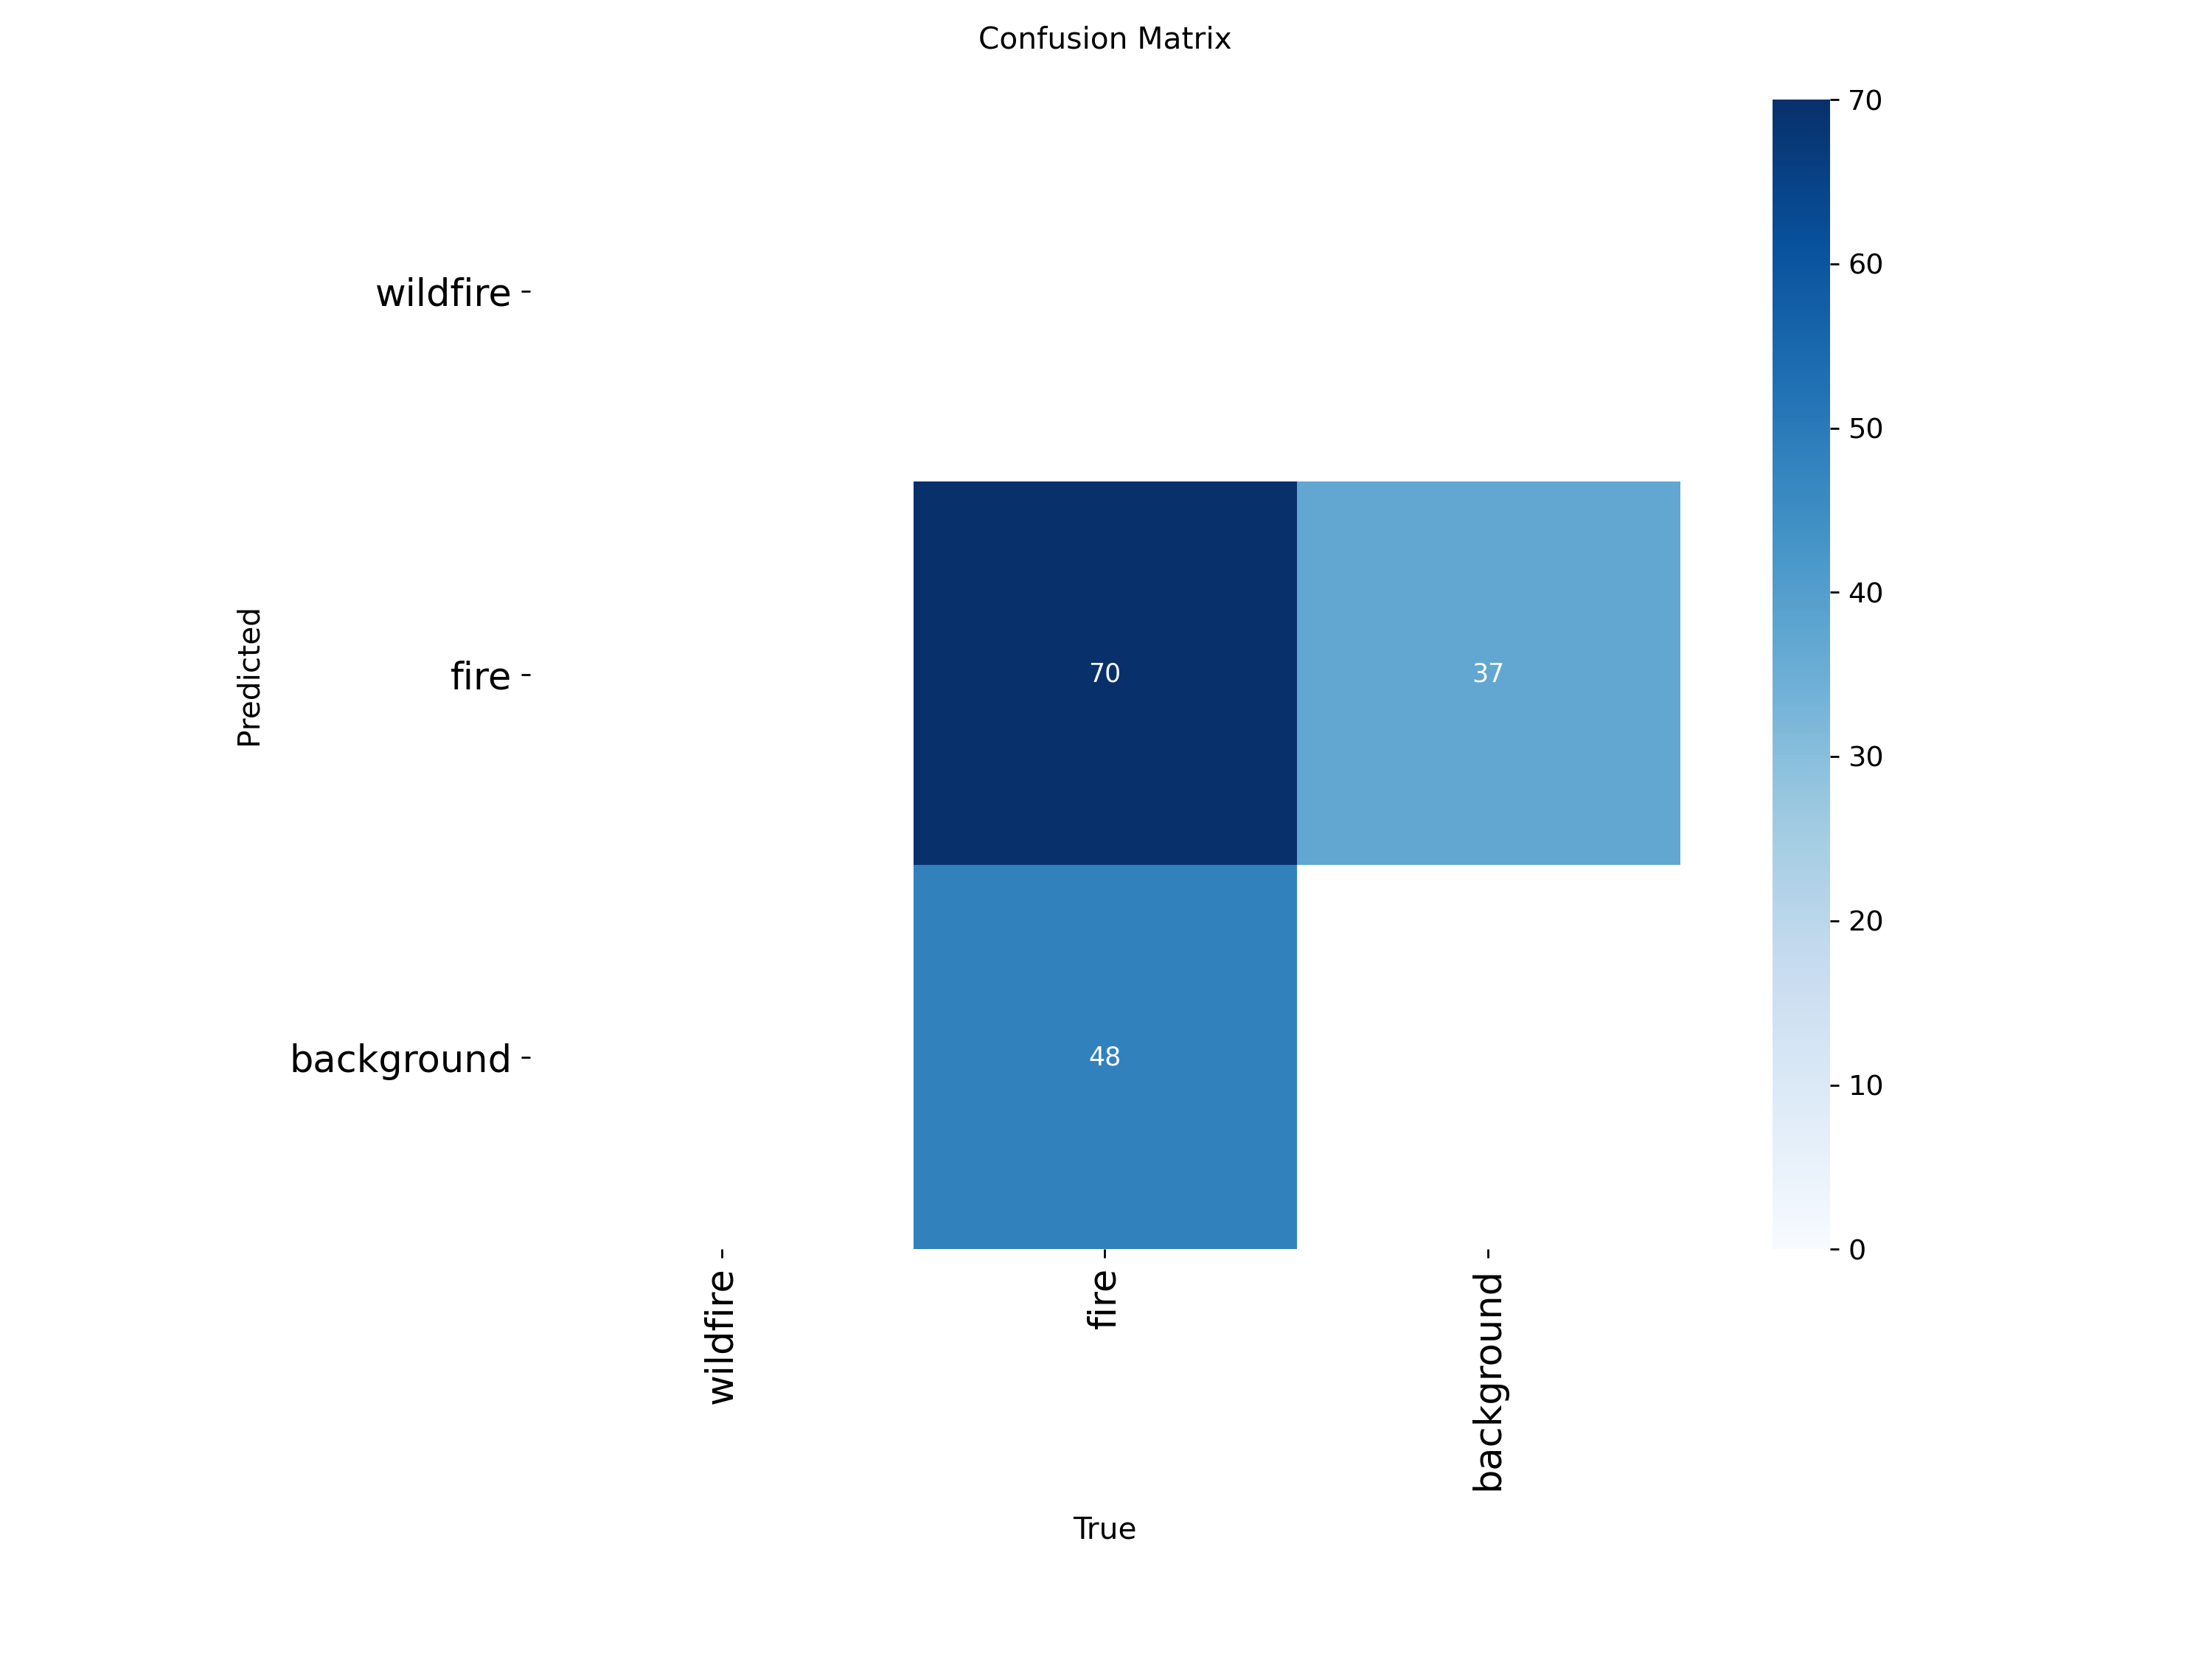 Confusion Matrix
70
60
50
40
30
20
10
0
Predicted
wildfire
fire
background
70
37
48
wildfire
fire
background
True